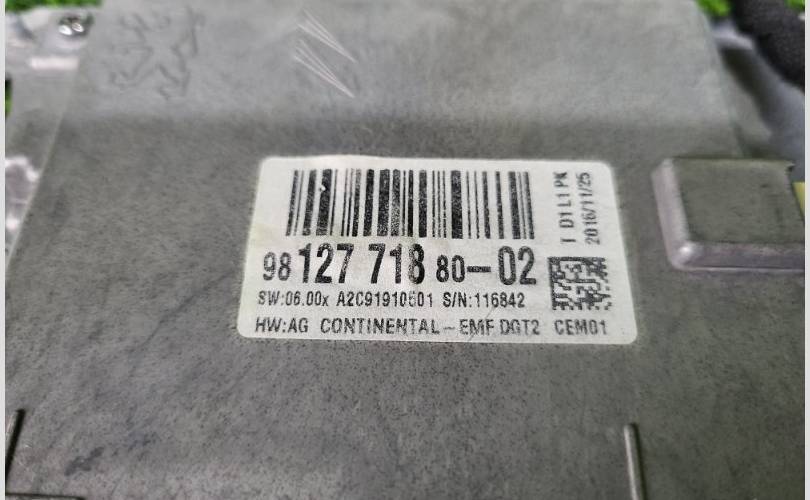 T D1 L1 PK
2016/11/25
98 127 718 80-02
SW:06.00x A2C91910601 S/N:116842
HW:AG CONTINENTAL-EMF DGT2 CEM01